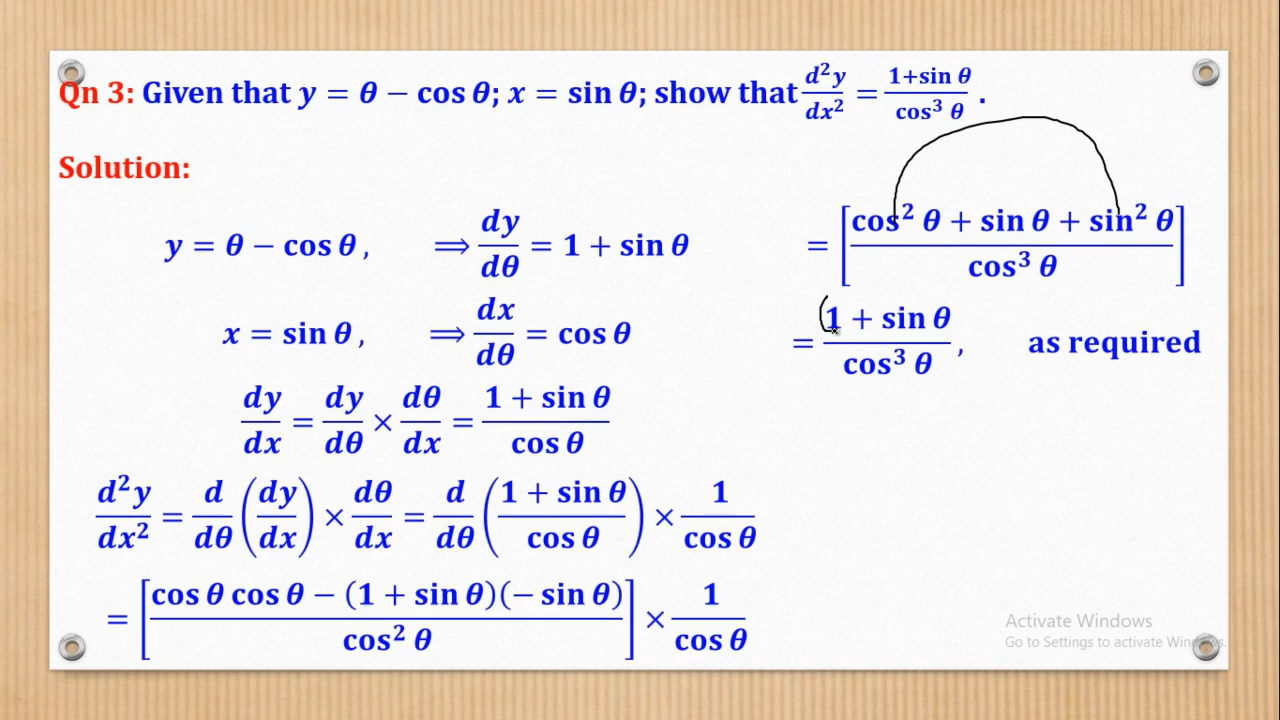 Qn 3: Given that y = θ − cos θ; x = sin θ; show that d²y/dx² = (1+sin θ)/(cos³ θ) .
Solution:
y = θ − cos θ , ⟹ dy/dθ = 1 + sin θ
x = sin θ , ⟹ dx/dθ = cos θ
dy/dx = dy/dθ × dθ/dx = (1 + sin θ)/(cos θ)
d²y/dx² = d/dθ (dy/dx) × dθ/dx = d/dθ ((1 + sin θ)/(cos θ)) × 1/(cos θ)
= [(cos θ cos θ − (1 + sin θ)(− sin θ))/(cos² θ)] × 1/(cos θ)
= [(cos² θ + sin θ + sin² θ)/(cos³ θ)]
= (1 + sin θ)/(cos³ θ) , as required
Activate Windows
Go to Settings to activate Windows.